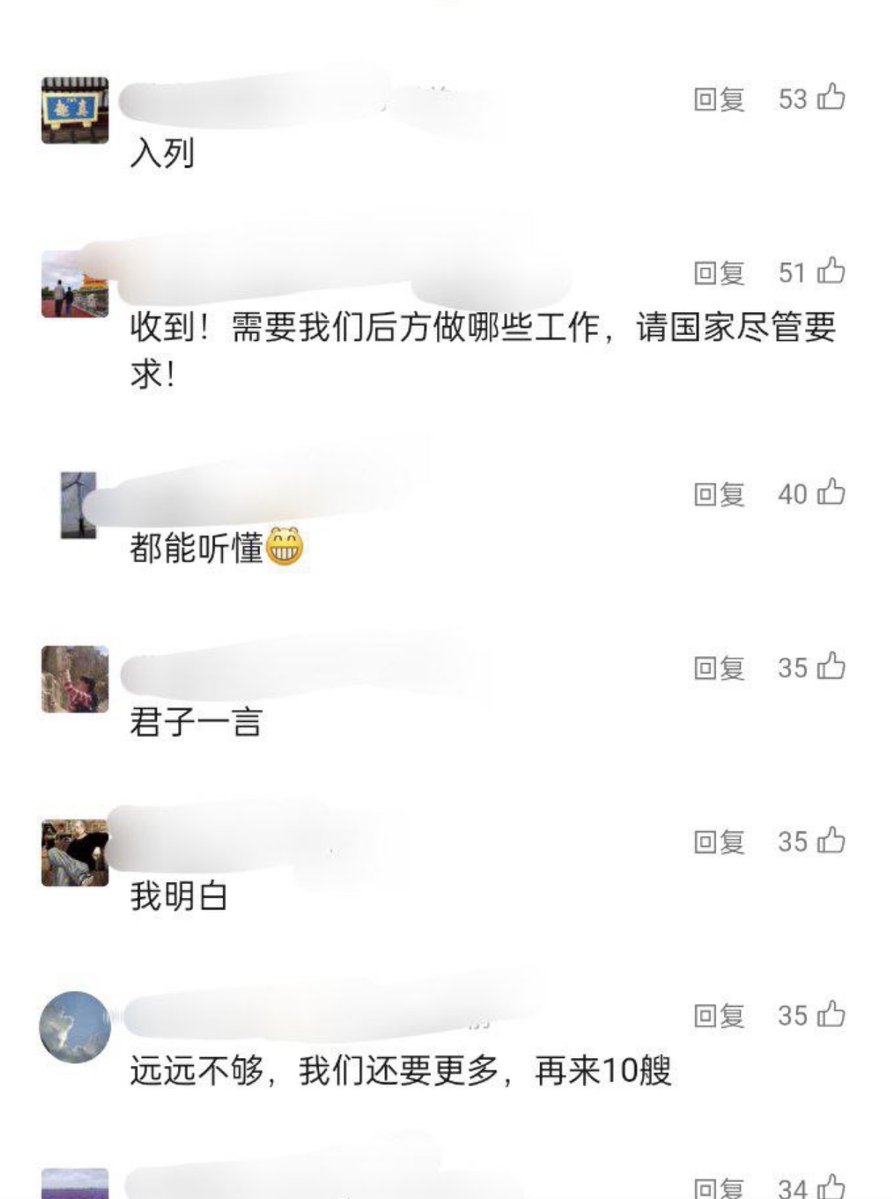 回复 53
入列
回复 51
收到！需要我们后方做哪些工作，请国家尽管要
求！
回复 40
都能听懂😁
回复 35
君子一言
回复 35
我明白
回复 35
远远不够，我们还要更多，再来10艘
回复 34